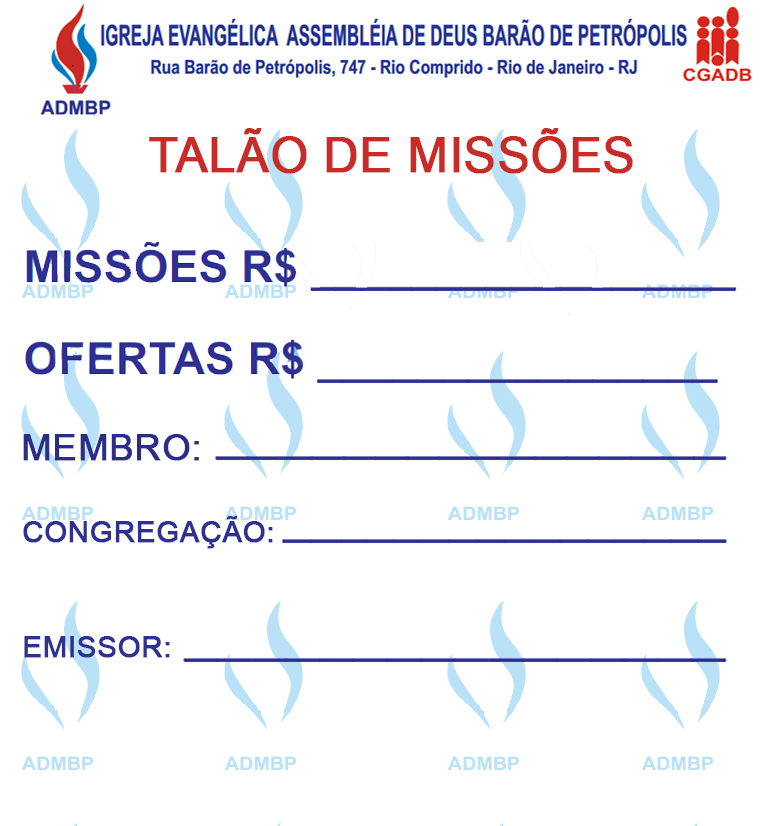 IGREJA EVANGÉLICA ASSEMBLÉIA DE DEUS BARÃO DE PETRÓPOLIS
Rua Barão de Petrópolis, 747 - Rio Comprido - Rio de Janeiro - RJ
ADMBP
CGADB
TALÃO DE MISSÕES
MISSÕES R$
ADMBP ADMBP ADMBP ADMBP
OFERTAS R$
MEMBRO:
ADMBP ADMBP ADMBP ADMBP
CONGREGAÇÃO:
EMISSOR:
ADMBP ADMBP ADMBP ADMBP